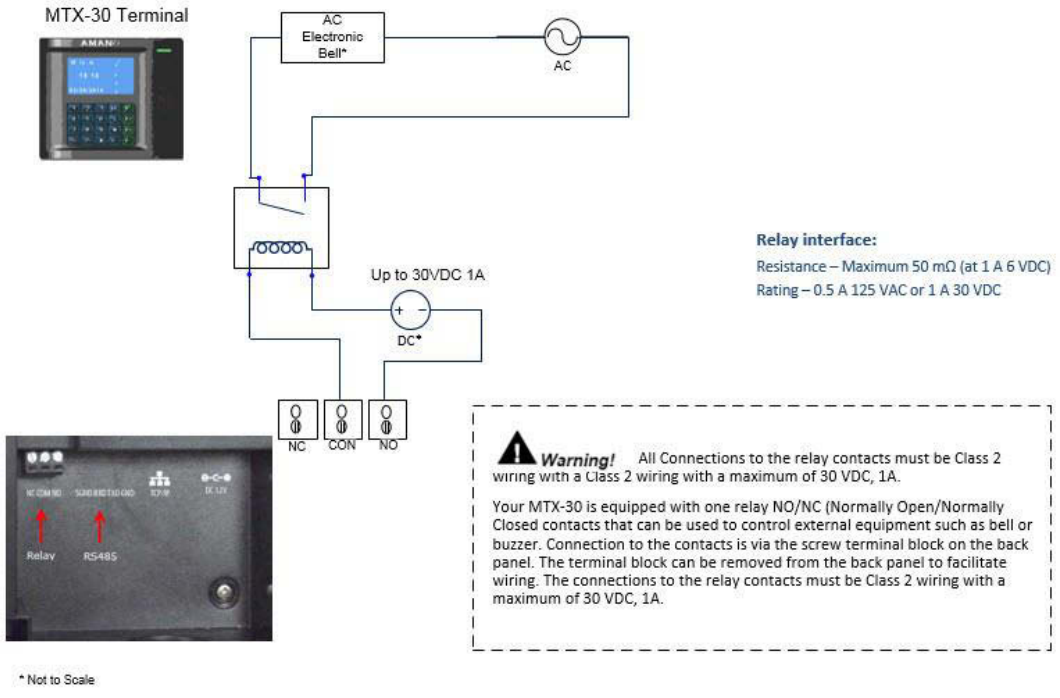 MTX-30 Terminal
AMANO
AC
Electronic
Bell*
AC
Up to 30VDC 1A
+ −
DC*
NC
CON
NO
Relay interface:
Resistance – Maximum 50 mΩ (at 1 A 6 VDC)
Rating – 0.5 A 125 VAC or 1 A 30 VDC
NC COM NO
TCP/IP
DC 12V
Relay
RS485
Warning! All Connections to the relay contacts must be Class 2
wiring with a Class 2 wiring with a maximum of 30 VDC, 1A.
Your MTX-30 is equipped with one relay NO/NC (Normally Open/Normally
Closed contacts that can be used to control external equipment such as bell or
buzzer. Connection to the contacts is via the screw terminal block on the back
panel. The terminal block can be removed from the back panel to facilitate
wiring. The connections to the relay contacts must be Class 2 wiring with a
maximum of 30 VDC, 1A.
* Not to Scale